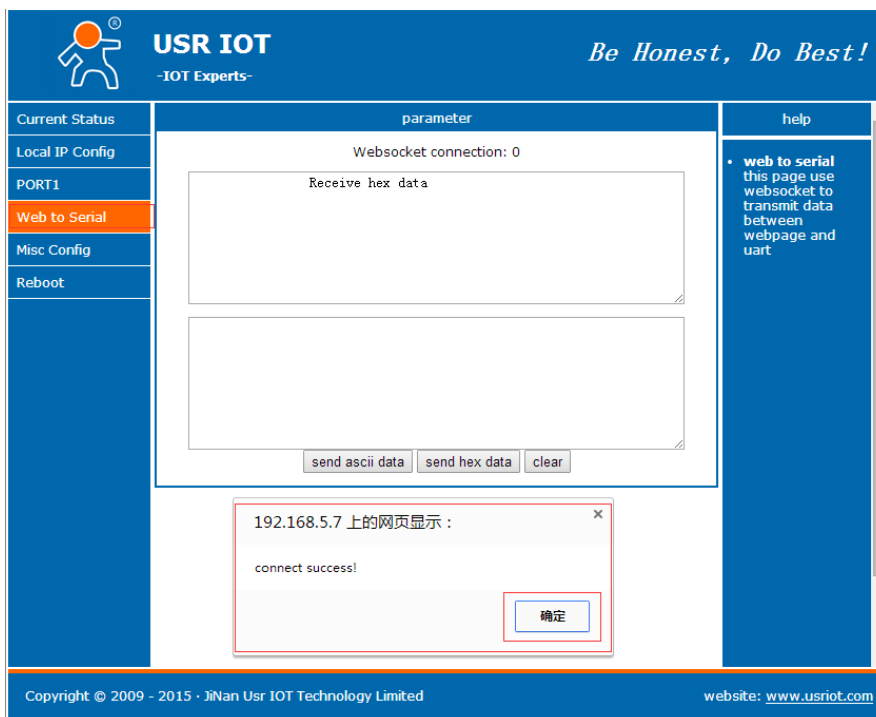 ®
USR IOT
-IOT Experts-
Be Honest, Do Best!
Current Status
Local IP Config
PORT1
Web to Serial
Misc Config
Reboot
parameter
Websocket connection: 0
Receive hex data
send ascii data send hex data clear
help
• web to serial
this page use
websocket to
transmit data
between
webpage and
uart
192.168.5.7 上的网页显示：
×
connect success!
确定
Copyright © 2009 - 2015 · JiNan Usr IOT Technology Limited
website: www.usriot.com